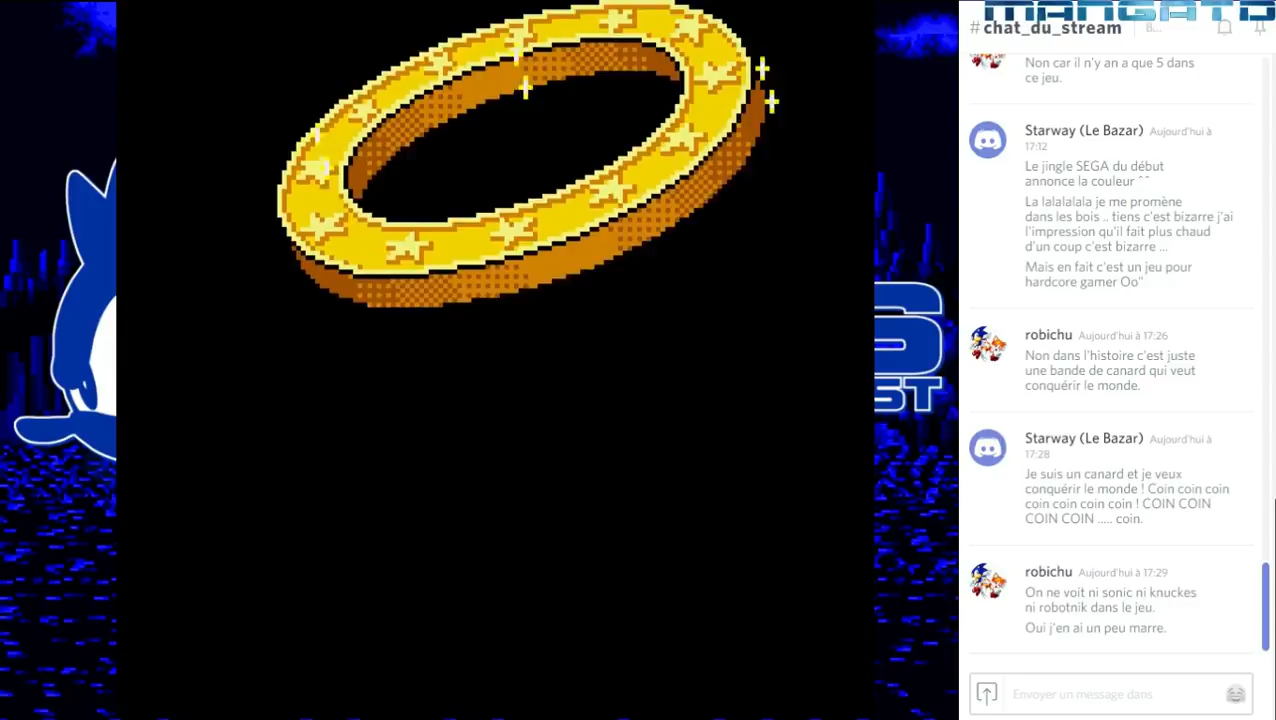 MANGATD
#chat_du_stream
B...
Non car il n'y an a que 5 dans
ce jeu.
Starway (Le Bazar) Aujourd'hui à
17:12
Le jingle SEGA du début
annonce la couleur ^^
La lalalalala je me promène
dans les bois .. tiens c'est bizarre j'ai
l'impression qu'il fait plus chaud
d'un coup c'est bizarre ...
Mais en fait c'est un jeu pour
hardcore gamer Oo"
robichu Aujourd'hui à 17:26
Non dans l'histoire c'est juste
une bande de canard qui veut
conquérir le monde.
Starway (Le Bazar) Aujourd'hui à
17:28
Je suis un canard et je veux
conquérir le monde ! Coin coin coin
coin coin coin coin ! COIN COIN
COIN COIN ..... coin.
robichu Aujourd'hui à 17:29
On ne voit ni sonic ni knuckes
ni robotnik dans le jeu.
Oui j'en ai un peu marre.
Envoyer un message dans
S
ST